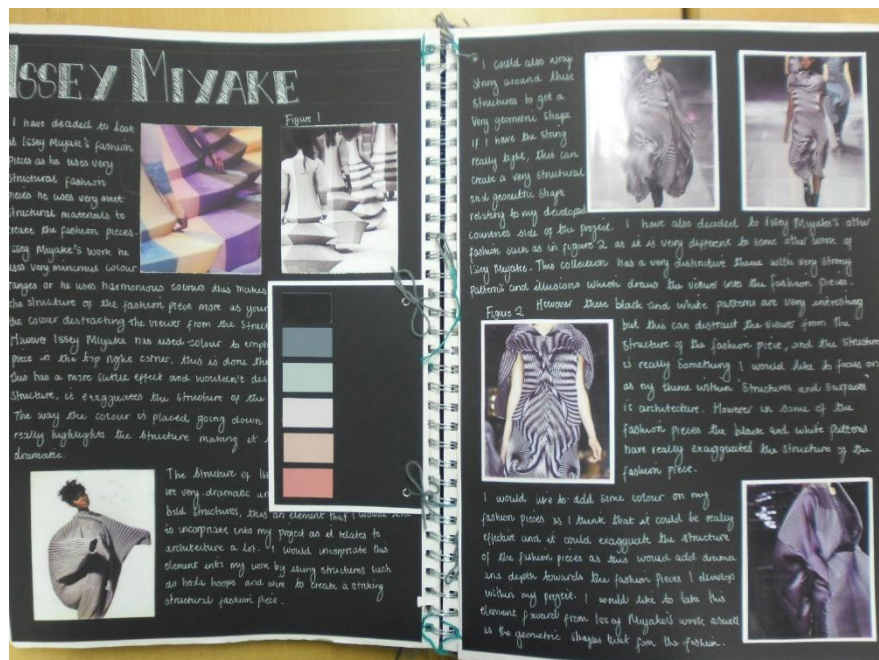 ISSEY MIYAKE
I have decided to look
at Issey Miyake's fashion
pieces as he uses very
structural fashion
pieces he uses very
structural materials to
create the fashion pieces.
Issey Miyake's work he
uses very minimus colour
ranges or he uses harmonious colours this makes
the structure of the fashion piece more as your
the colour destracting the viewer from the struc
However Issey Miyake has used colour to emph
piece in the top right corner, this is done th
this has a more suttle effect and wouldn't des
structure, it exagguates the structure of the
The way the colour is placed going down
really highlights the structure making it
dramatic.
Figure 1
The structure of Iss
are very dramatic an
bold structures, this an element that I would like
to incorprate into my project as it relates to
architecture a lot. I would incorprate this
element into my work by using structures such
as hoola hoops and wire to create a striking
structural fashion piece.
I could also wrap
string around these
structures to get a
very geometric shape
if I have the string
really tight, this can
create a very structural
and geometric shape
relating to my developed
countries side of the project. I have also decided to Issey Miyake's other
fashion such as in figure 2 as it is very different to some other work of
Issey Miyake. This collection has a very distinctive theme with very strong
patterns and illusions which draws the viewer into the fashion pieces.
However these black and white patterns are very intresting
Figure 2
but this can distract the viewer from the
structure of the fashion piece, and the structure
is really something I would like to focus on
as my theme within "Structures and Surfaces"
is architecture. However in some of the
fashion pieces the black and white patterns
have really exagguated the structure of the
fashion piece.
I would like to add some colour on my
fashion pieces as I think that it could be really
effective and it could exagguate the structure
of the fashion pieces as this would add drama
and depth towards the fashion pieces I develop
within my project. I would like to take this
element forward from Issey Miyake's work aswell
as the geometric shapes that form the fashion.